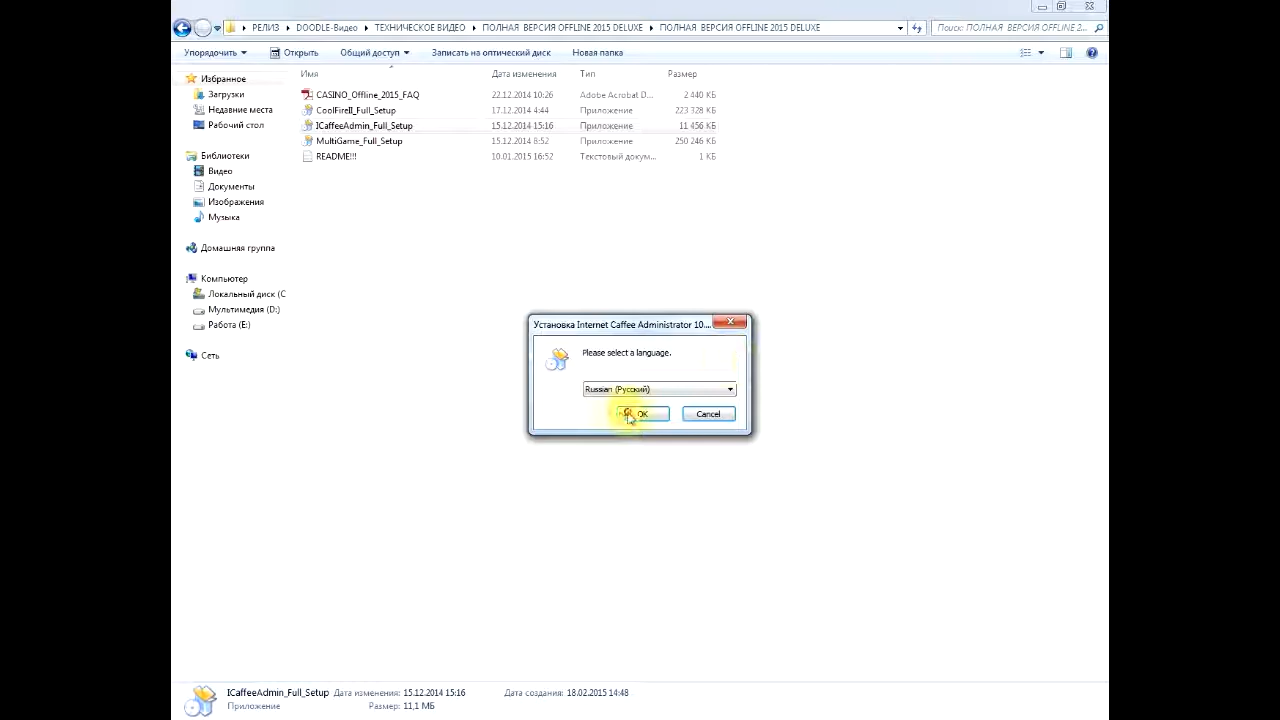 РЕЛИЗ DOODLE-Видео ТЕХНИЧЕСКОЕ ВИДЕО ПОЛНАЯ ВЕРСИЯ OFFLINE 2015 DELUXE ПОЛНАЯ ВЕРСИЯ OFFLINE 2015 DELUXE Поиск: ПОЛНАЯ ВЕРСИЯ OFFLINE 2...
Упорядочить Открыть Общий доступ Записать на оптический диск Новая папка
Имя Дата изменения Тип Размер
Избранное
Загрузки
Недавние места
Рабочий стол
Библиотеки
Видео
Документы
Изображения
Музыка
Домашняя группа
Компьютер
Локальный диск (C
Мультимедия (D:)
Работа (E:)
Сеть
CASINO_Offline_2015_FAQ 22.12.2014 10:26 Adobe Acrobat D... 2 440 КБ
CoolFireII_Full_Setup 17.12.2014 4:44 Приложение 223 328 КБ
ICaffeeAdmin_Full_Setup 15.12.2014 15:16 Приложение 11 456 КБ
MultiGame_Full_Setup 15.12.2014 8:52 Приложение 250 246 КБ
README!!! 10.01.2015 16:52 Текстовый докум... 1 КБ
Установка Internet Caffee Administrator 10....
Please select a language.
Russian (Русский)
OK Cancel
ICaffeeAdmin_Full_Setup Дата изменения: 15.12.2014 15:16 Дата создания: 18.02.2015 14:48
Приложение Размер: 11,1 МБ